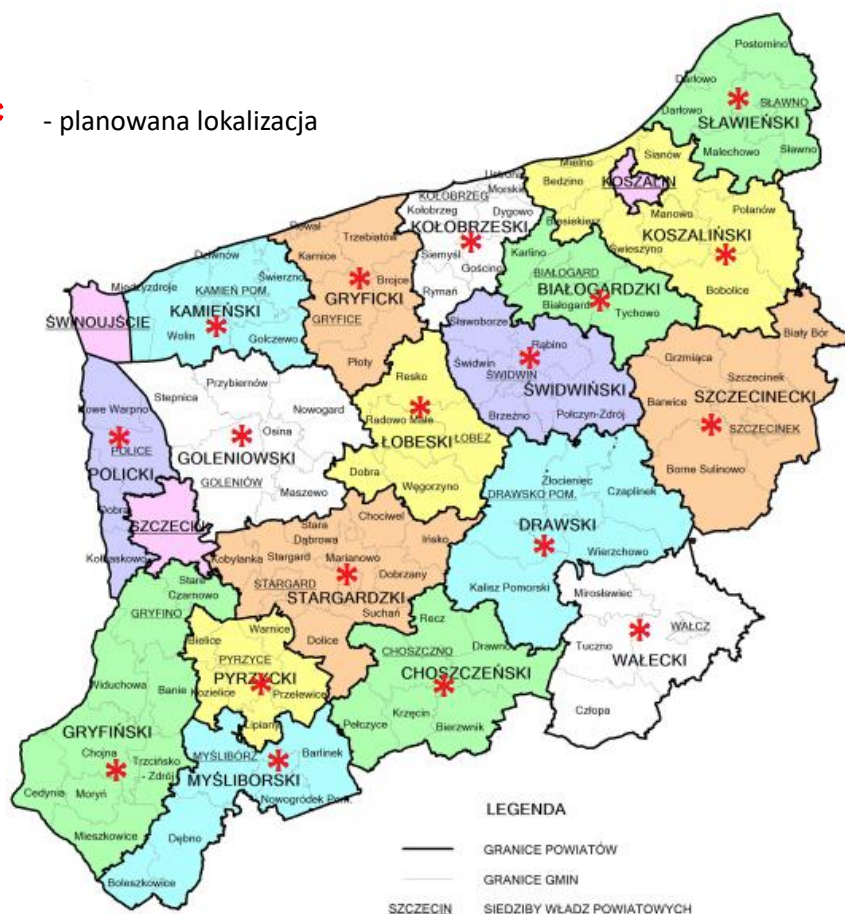 * - planowana lokalizacja
Postomino
Darłowo
SŁAWNO
Darłowo
SŁAWIEŃSKI
Malechowo
Sławno
Sianów
Mielno
KOSZALIN
Będzino
Manowo
Polanów
Biesiekierz
KOSZALIŃSKI
Świeszyno
Bobolice
Ustronie
Morskie
KOŁOBRZEG
Kołobrzeg
Dygowo
KOŁOBRZESKI
Siemyśl
Gościno
Rymań
Karlino
BIAŁOGARD
BIAŁOGARDZKI
Białogard
Tychowo
Rewal
Trzebiatów
Karnice
Brojce
GRYFICKI
GRYFICE
Płoty
Dziwnów
Świerzno
Międzyzdroje
KAMIEŃ POM.
KAMIEŃSKI
Wolin
Golczewo
ŚWINOUJŚCIE
Sławoborze
Rąbino
Świdwin
ŚWIDWIN
ŚWIDWIŃSKI
Brzeżno
Połczyn-Zdrój
Biały Bór
Grzmiąca
Szczecinek
SZCZECINECKI
Barwice
SZCZECINEK
Borne Sulinowo
Resko
Radowo Małe
ŁOBESKI
ŁOBEZ
Dobra
Węgorzyno
Przybiernów
Stepnica
Nowogard
Osina
GOLENIOWSKI
GOLENIÓW
Maszewo
Nowe Warpno
POLICE
POLICKI
Dobra
SZCZECIN
Kołbaskowo
Złocieniec
DRAWSKO POM.
Czaplinek
DRAWSKI
Wierzchowo
Kalisz Pomorski
Chociwel
Stara
Dąbrowa
Ińsko
Kobylanka
Stargard
Marianowo
STARGARD
Dobrzany
STARGARDZKI
Suchań
Dolice
Mirosławiec
WAŁCZ
Tuczno
WAŁECKI
Człopa
Stare
Czarnowo
GRYFINO
Bielice
Warnice
PYRZYCE
PYRZYCKI
Kozielice
Przelewice
Lipiany
Recz
CHOSZCZNO
Drawno
CHOSZCZEŃSKI
Krzęcin
Pełczyce
Bierzwnik
Widuchowa
Banie
GRYFIŃSKI
Chojna
Trzcińsko
- Zdrój
Cedynia
Moryń
Mieszkowice
MYŚLIBÓRZ
Barlinek
MYŚLIBORSKI
Nowogródek Pom.
Dębno
Boleszkowice
LEGENDA
GRANICE POWIATÓW
GRANICE GMIN
SZCZECIN SIEDZIBY WŁADZ POWIATOWYCH